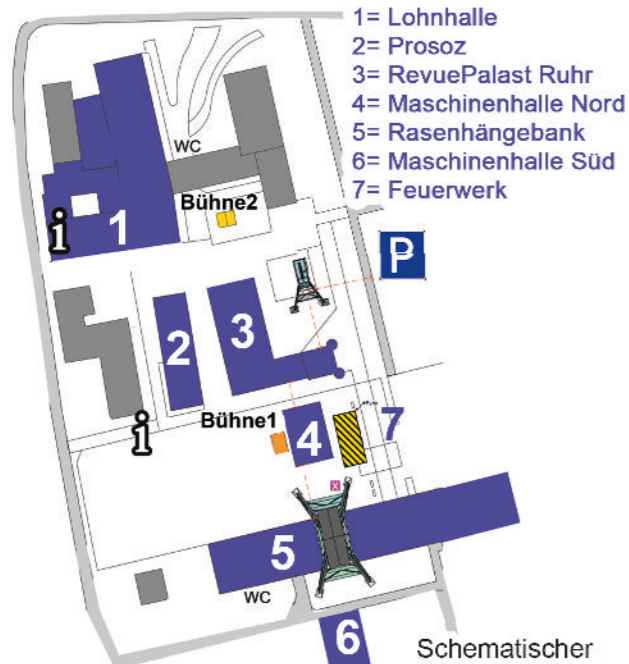 1= Lohnhalle
2= Prosoz
3= RevuePalast Ruhr
4= Maschinenhalle Nord
5= Rasenhängebank
6= Maschinenhalle Süd
7= Feuerwerk
WC
Bühne2
i
1
P
2
3
i
Bühne1
4
7
x
5
WC
6
Schematischer